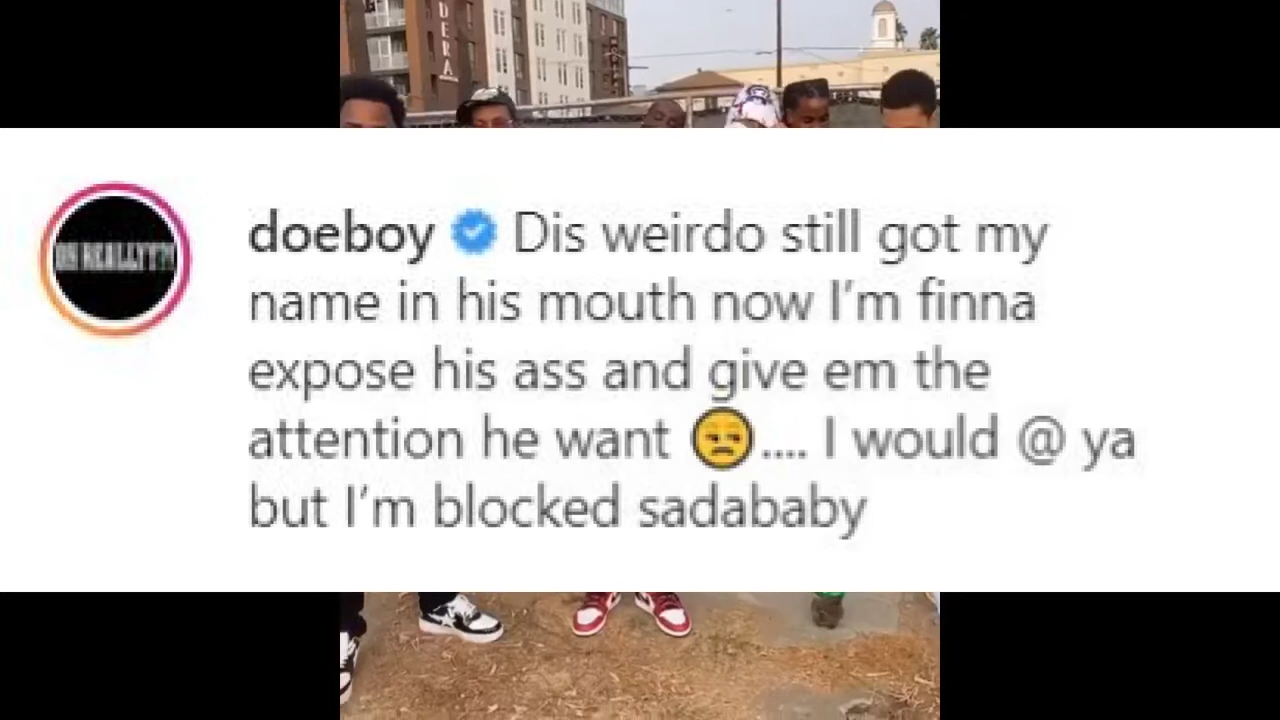 DERA
doeboy Dis weirdo still got my
name in his mouth now I'm finna
expose his ass and give em the
attention he want 😒.... I would @ ya
but I'm blocked sadababy